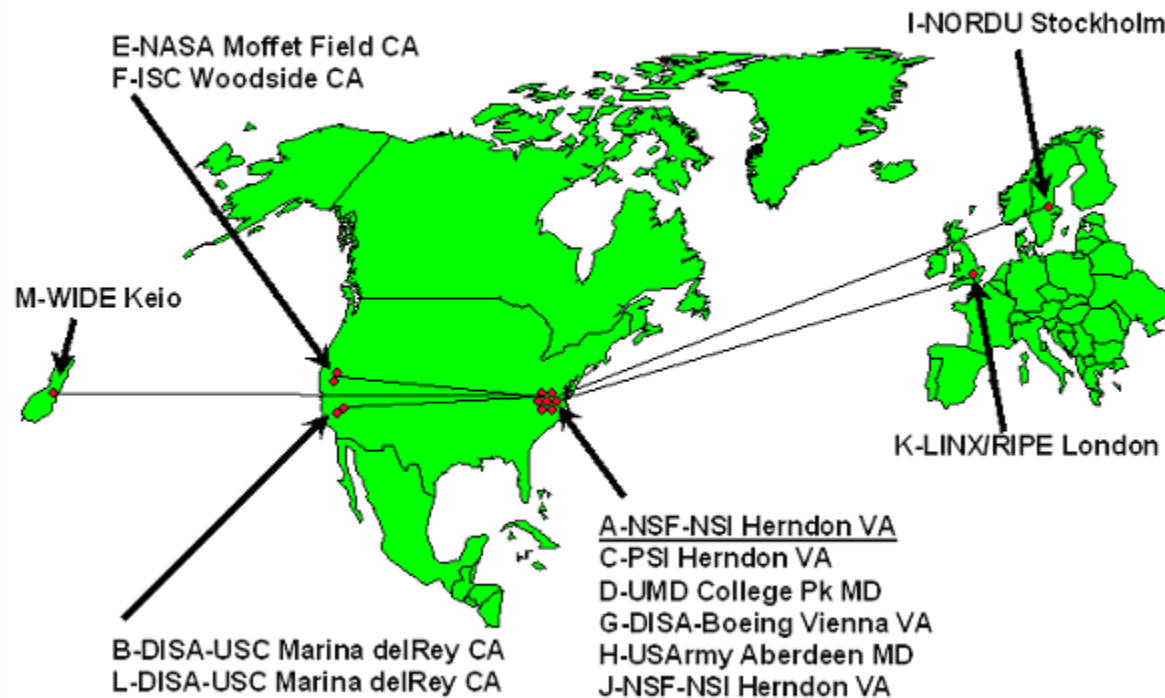 I-NORDU Stockholm
E-NASA Moffet Field CA
F-ISC Woodside CA
M-WIDE Keio
K-LINX/RIPE London
A-NSF-NSI Herndon VA
C-PSI Herndon VA
D-UMD College Pk MD
G-DISA-Boeing Vienna VA
H-USArmy Aberdeen MD
J-NSF-NSI Herndon VA
B-DISA-USC Marina delRey CA
L-DISA-USC Marina delRey CA